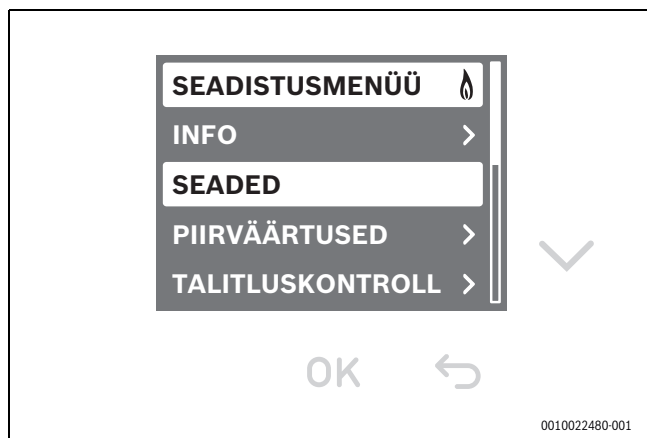 SEADISTUSMENÜÜ
INFO
SEADED
PIIRVÄÄRTUSED
TALITLUSKONTROLL
OK
0010022480-001